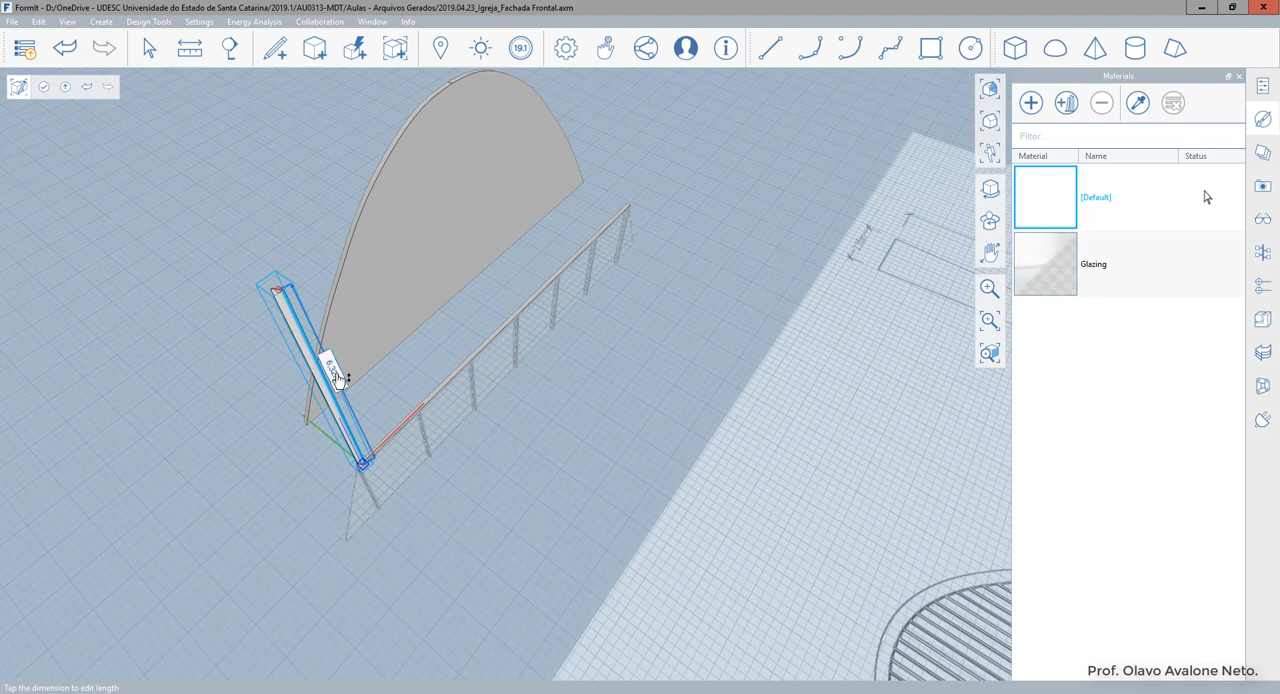 FormIt - D:/OneDrive - UDESC Universidade do Estado de Santa Catarina/2019.1/AU0313-MDT/Aulas - Arquivos Gerados/2019.04.23_Igreja_Fachada Frontal.axm
File Edit View Create Design Tools Settings Energy Analysis Collaboration Window Info
19.1
Materials
Filter...
Material Name Status
[Default]
Glazing
Prof. Olavo Avalone Neto.
Tap the dimension to edit length